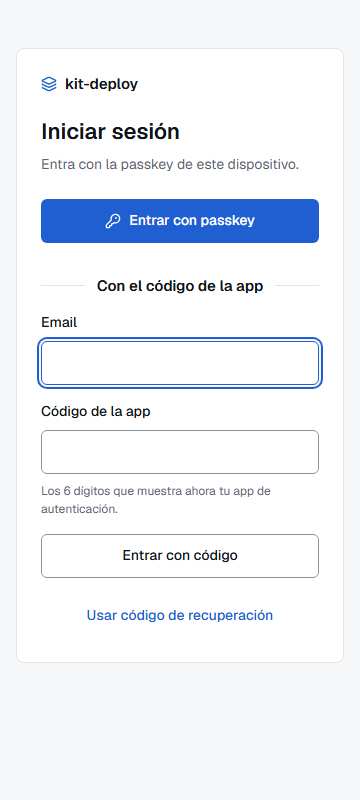 kit-deploy
Iniciar sesión
Entra con la passkey de este dispositivo.
Entrar con passkey
Con el código de la app
Email
Código de la app
Los 6 dígitos que muestra ahora tu app de
autenticación.
Entrar con código
Usar código de recuperación